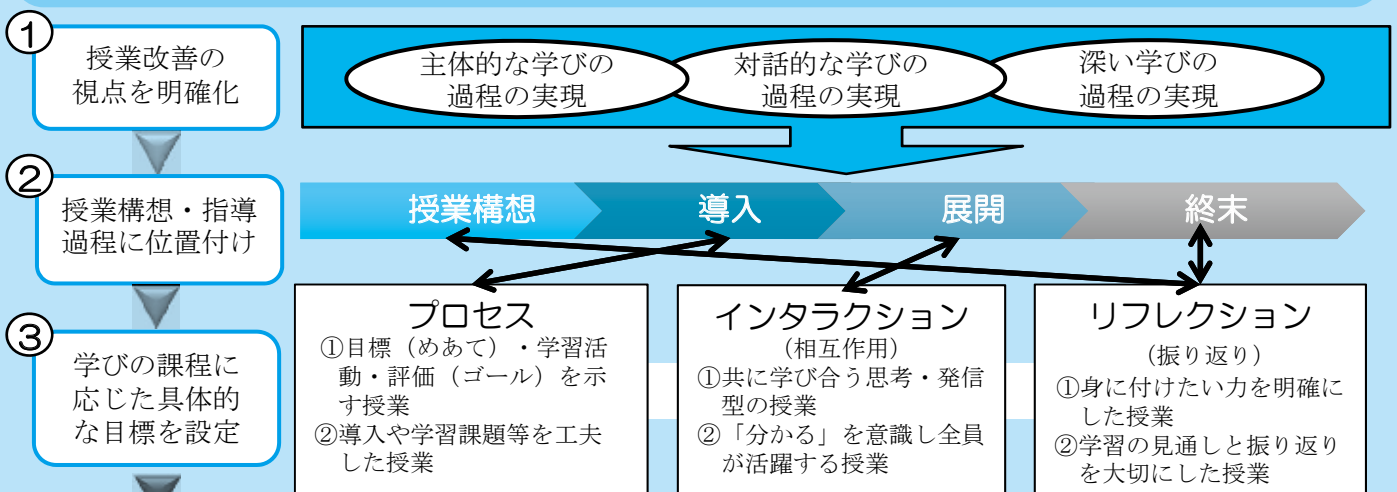 ①
授業改善の
視点を明確化
主体的な学びの
過程の実現
対話的な学びの
過程の実現
深い学びの
過程の実現
②
授業構想・指導
過程に位置付け
授業構想
導入
展開
終末
③
学びの課程に
応じた具体的
な目標を設定
プロセス
①目標（めあて）・学習活
動・評価（ゴール）を示
す授業
②導入や学習課題等を工夫
した授業
インタラクション
（相互作用）
①共に学び合う思考・発信
型の授業
②「分かる」を意識し全員
が活躍する授業
リフレクション
（振り返り）
①身に付けたい力を明確に
した授業
②学習の見通しと振り返り
を大切にした授業